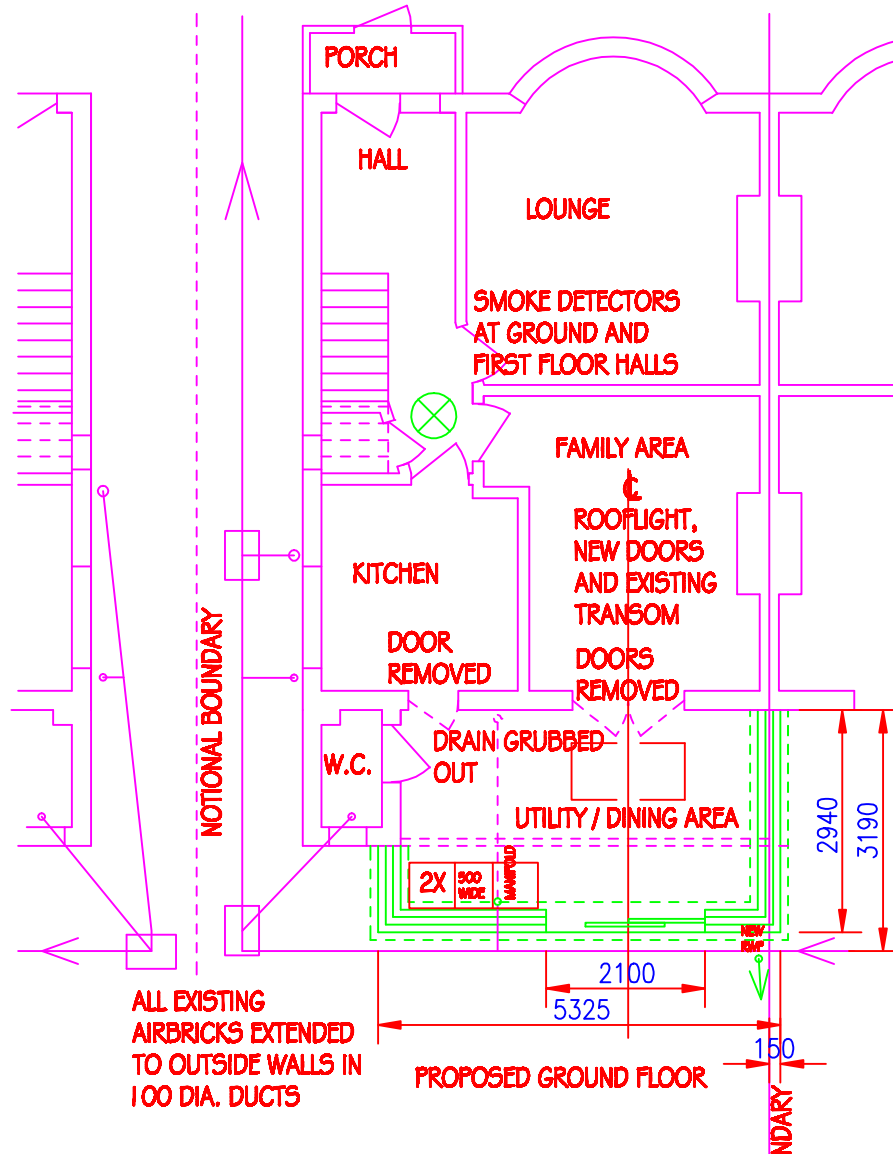 PORCH
HALL
LOUNGE
SMOKE DETECTORS
AT GROUND AND
FIRST FLOOR HALLS
FAMILY AREA
ROOFLIGHT,
NEW DOORS
AND EXISTING
TRANSOM
KITCHEN
DOOR
REMOVED
DOORS
REMOVED
NOTIONAL BOUNDARY
W.C.
DRAIN GRUBBED
OUT
UTILITY / DINING AREA
2940
3190
2X
500
WIDE
MANIFOLD
NEW
RWP
2100
5325
150
ALL EXISTING
AIRBRICKS EXTENDED
TO OUTSIDE WALLS IN
100 DIA. DUCTS
PROPOSED GROUND FLOOR
NDARY